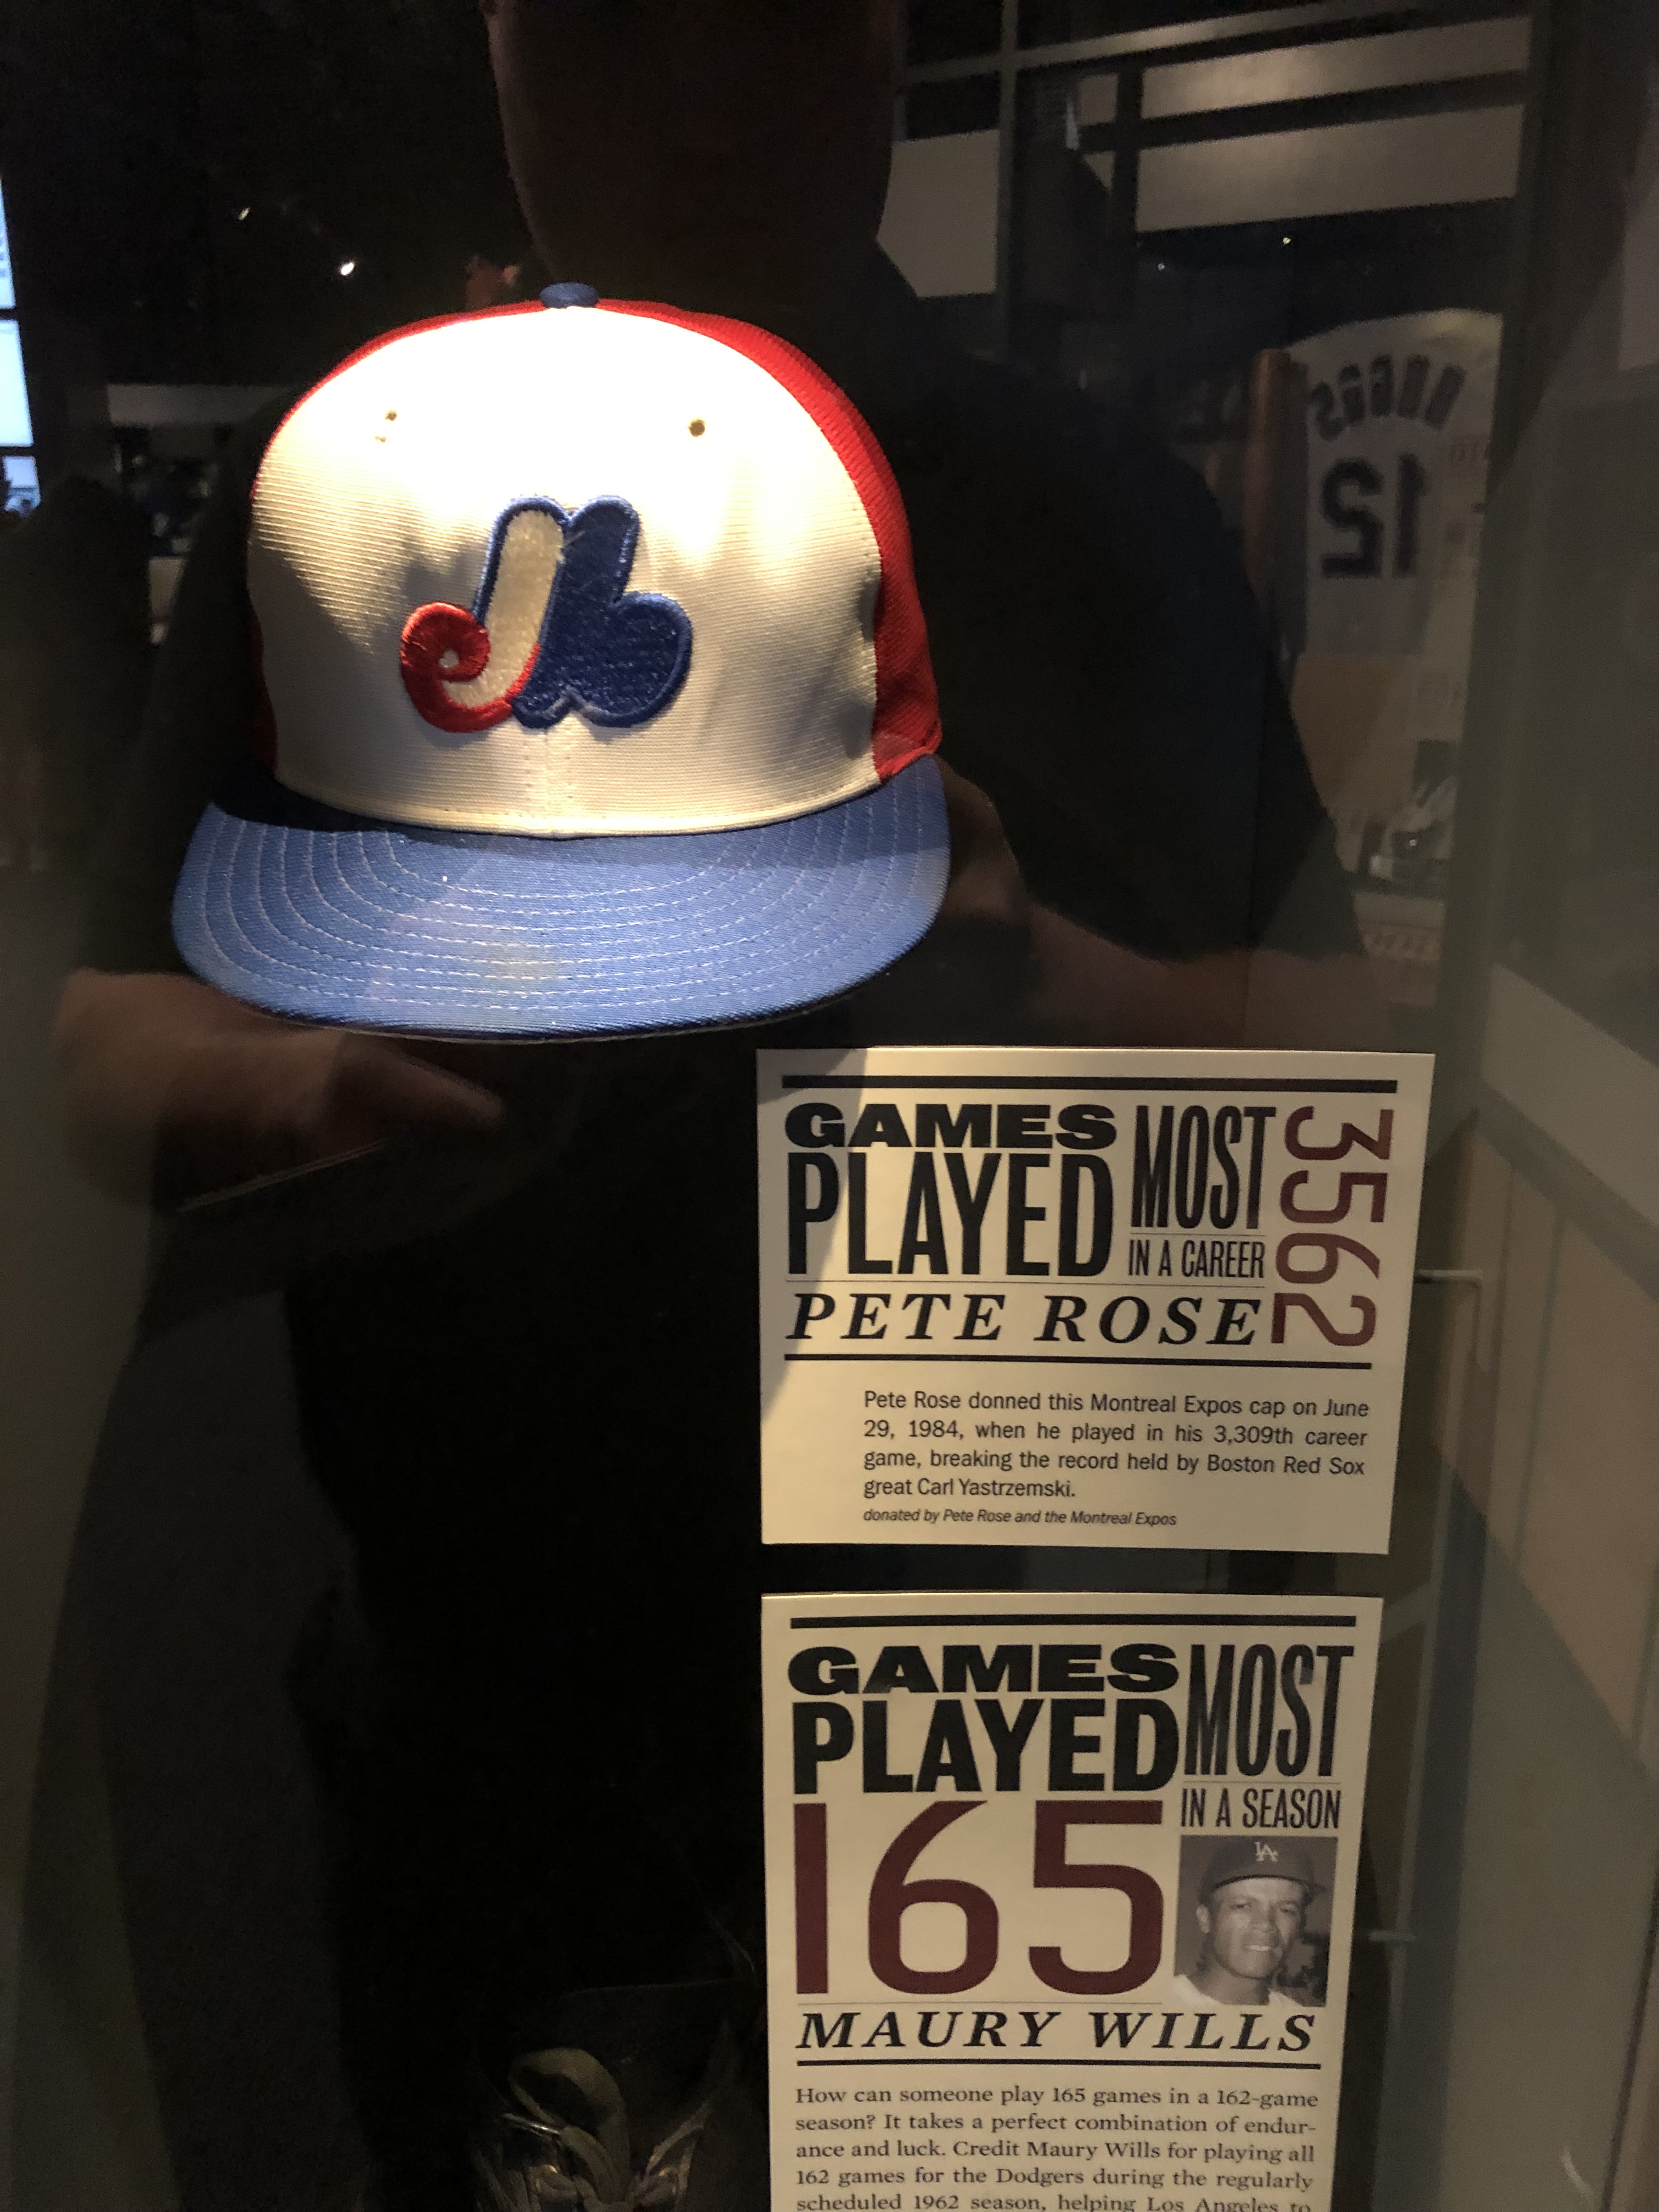 BOGGS
12
GAMES
PLAYED
MOST
IN A CAREER
3562
PETE ROSE
Pete Rose donned this Montreal Expos cap on June
29, 1984, when he played in his 3,309th career
game, breaking the record held by Boston Red Sox
great Carl Yastrzemski.
donated by Pete Rose and the Montreal Expos
GAMES
PLAYED
MOST
IN A SEASON
165
LA
MAURY WILLS
How can someone play 165 games in a 162-game
season? It takes a perfect combination of endur-
ance and luck. Credit Maury Wills for playing all
162 games for the Dodgers during the regularly
scheduled 1962 season, helping Los Angeles to